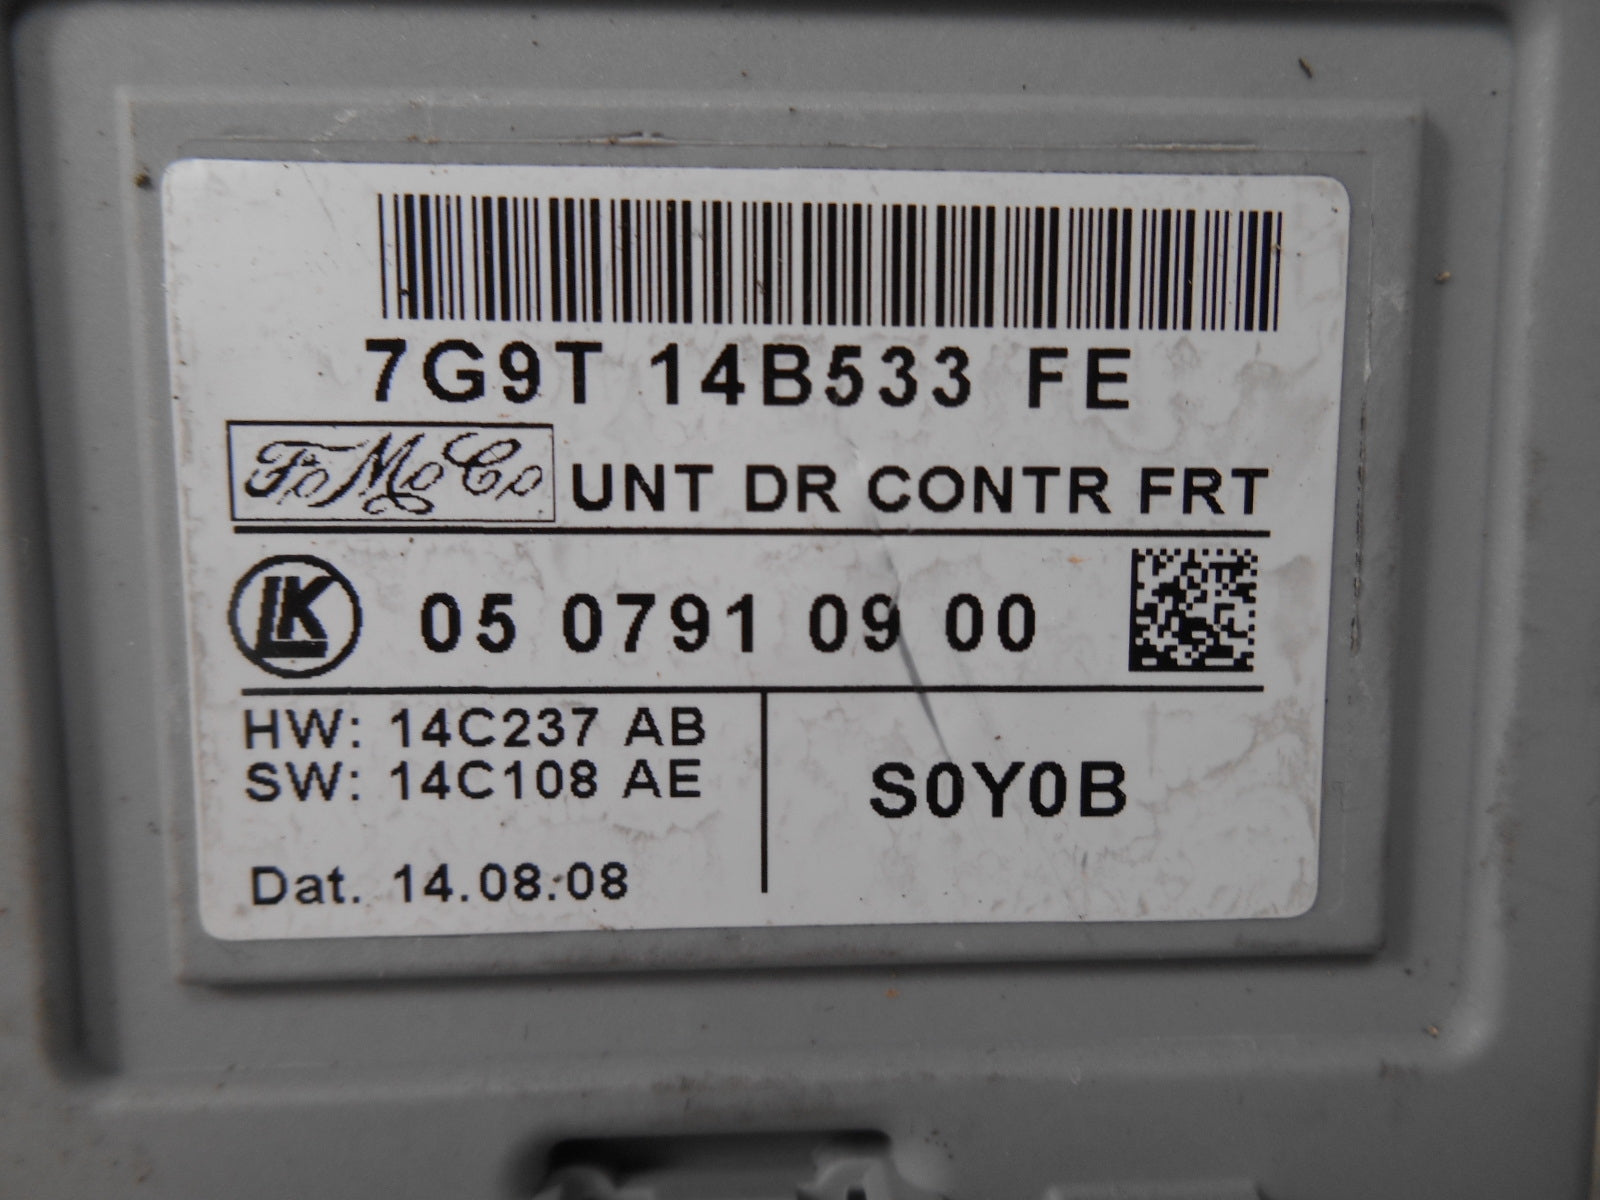 7G9T 14B533 FE
FoMoCo UNT DR CONTR FRT
LK 05 0791 09 00
HW: 14C237 AB
SW: 14C108 AE
S0Y0B
Dat. 14.08.08